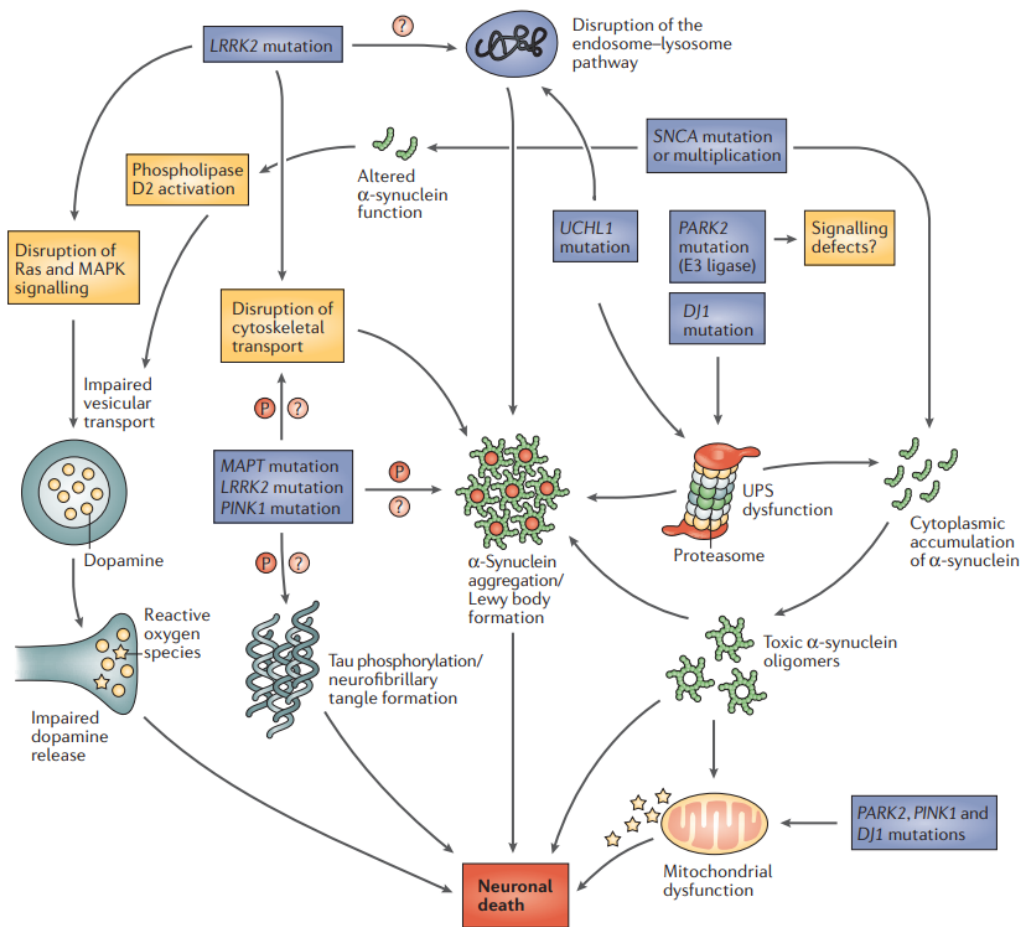 LRRK2 mutation
?
Disruption of the
endosome–lysosome
pathway
SNCA mutation
or multiplication
Phospholipase
D2 activation
Altered
α-synuclein
function
UCHL1
mutation
PARK2
mutation
(E3 ligase)
Signalling
defects?
Disruption of
Ras and MAPK
signalling
DJ1
mutation
Disruption of
cytoskeletal
transport
Impaired
vesicular
transport
P ?
MAPT mutation
LRRK2 mutation
PINK1 mutation
P
?
UPS
dysfunction
Proteasome
Cytoplasmic
accumulation
of α-synuclein
Dopamine
P ?
α-Synuclein
aggregation/
Lewy body
formation
Reactive
oxygen
species
Toxic α-synuclein
oligomers
Tau phosphorylation/
neurofibrillary
tangle formation
Impaired
dopamine
release
PARK2, PINK1 and
DJ1 mutations
Mitochondrial
dysfunction
Neuronal
death